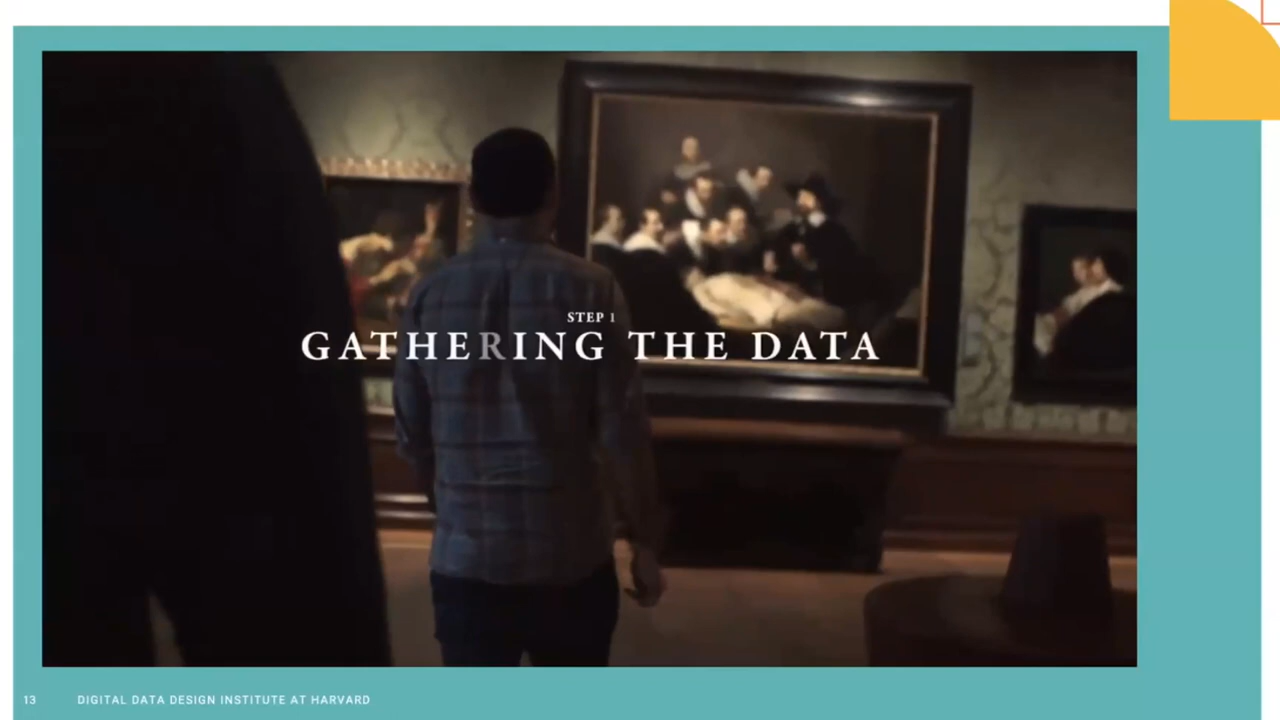 STEP 1
GATHERING THE DATA
13 DIGITAL DATA DESIGN INSTITUTE AT HARVARD